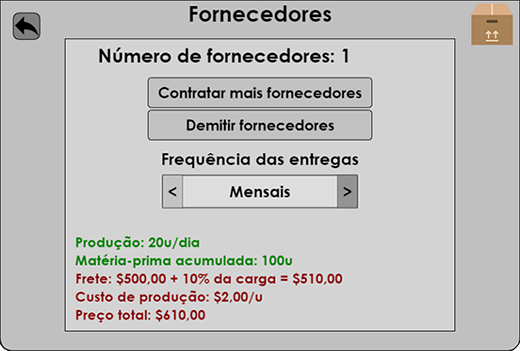 Fornecedores
Número de fornecedores: 1
Contratar mais fornecedores
Demitir fornecedores
Frequência das entregas
< Mensais >
Produção: 20u/dia
Matéria-prima acumulada: 100u
Frete: $500,00 + 10% da carga = $510,00
Custo de produção: $2,00/u
Preço total: $610,00